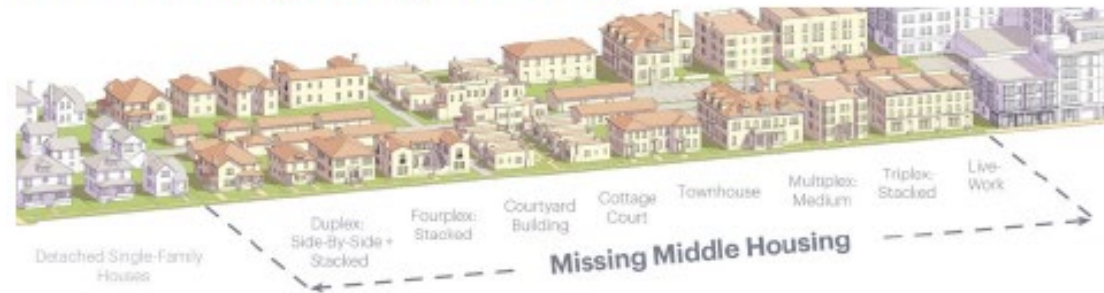 Detached Single-Family
Houses
Duplex:
Side-By-Side +
Stacked
Fourplex:
Stacked
Courtyard
Building
Cottage
Court
Townhouse
Multiplex:
Medium
Triplex:
Stacked
Live-
Work
Missing Middle Housing